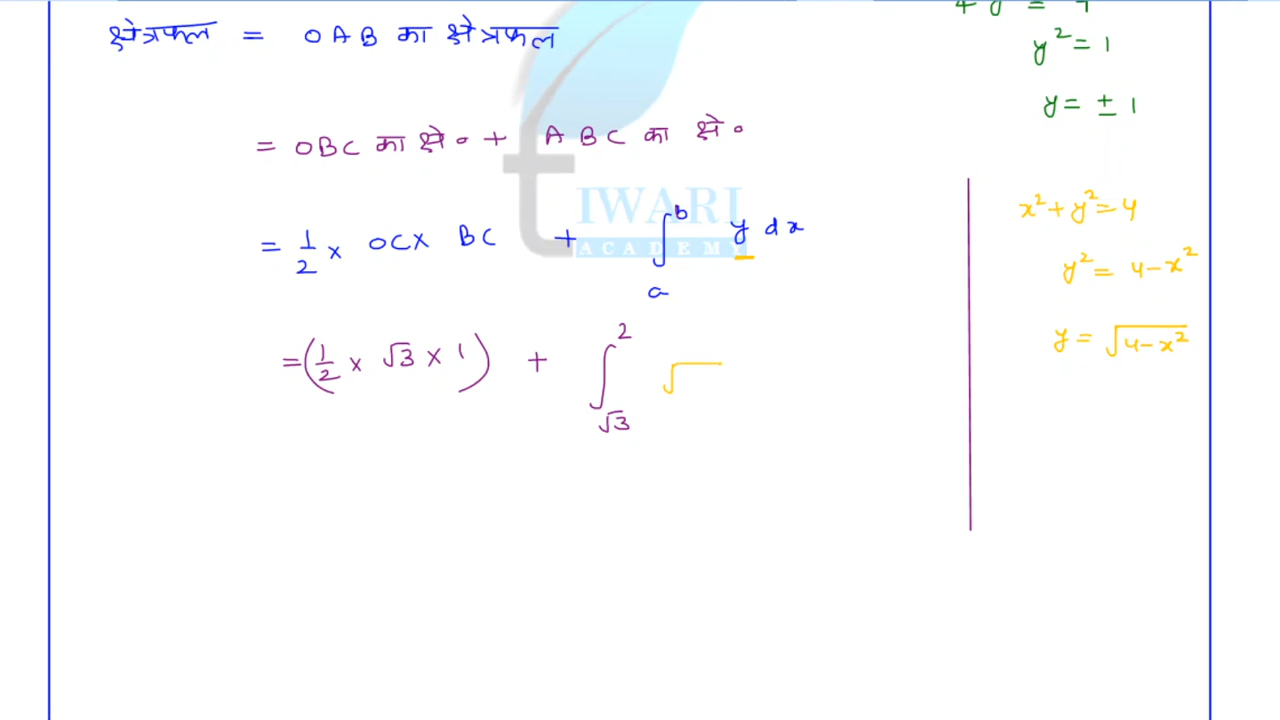 क्षेत्रफल = OAB का क्षेत्रफल
= OBC का क्षे० + ABC का क्षे०
= 1/2 × OC × BC + ∫_a^b y dx
= (1/2 × √3 × 1) + ∫_√3^2 √
y² = 1
y = ± 1
x² + y² = 4
y² = 4 - x²
y = √(4 - x²)
t
IWARI
ACADEMY